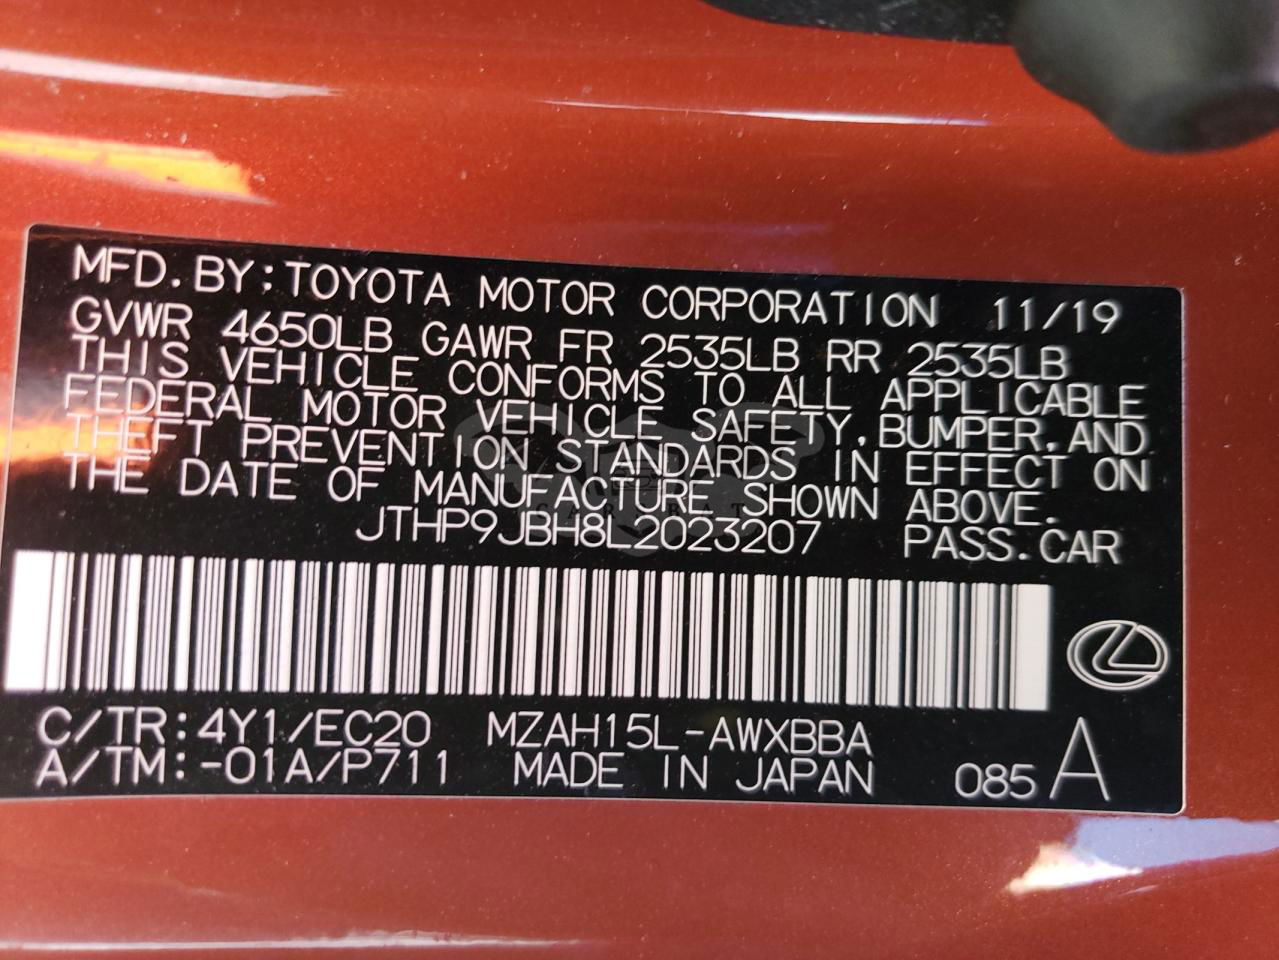 MFD.BY:TOYOTA MOTOR CORPORATION 11/19
GVWR 4650LB GAWR FR 2535LB RR 2535LB
THIS VEHICLE CONFORMS TO ALL APPLICABLE
FEDERAL MOTOR VEHICLE SAFETY,BUMPER,AND
THEFT PREVENTION STANDARDS IN EFFECT ON
THE DATE OF MANUFACTURE SHOWN ABOVE.
JTHP9JBH8L2023207 PASS.CAR
C/TR:4Y1/EC20 MZAH15L-AWXBBA
A/TM:-01A/P711 MADE IN JAPAN 085 A